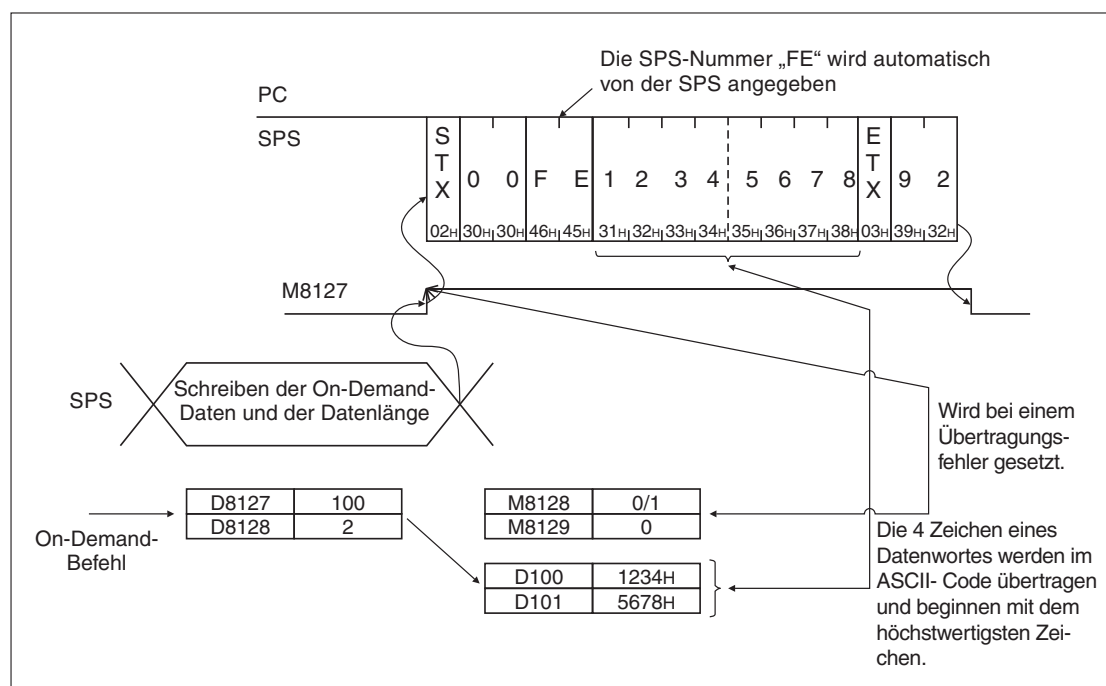 Die SPS-Nummer „FE“ wird automatisch
von der SPS angegeben
PC
SPS
S T X 0 0 F E 1 2 3 4 5 6 7 8 E T X 9 2
02H 30H 30H 46H 45H 31H 32H 33H 34H 35H 36H 37H 38H 03H 39H 32H
M8127
SPS
Schreiben der On-Demand-
Daten und der Datenlänge
Wird bei einem
Übertragungs-
fehler gesetzt.
On-Demand-
Befehl
D8127 100
D8128 2
M8128 0/1
M8129 0
D100 1234H
D101 5678H
Die 4 Zeichen eines
Datenwortes werden im
ASCII- Code übertragen
und beginnen mit dem
höchstwertigsten Zei-
chen.